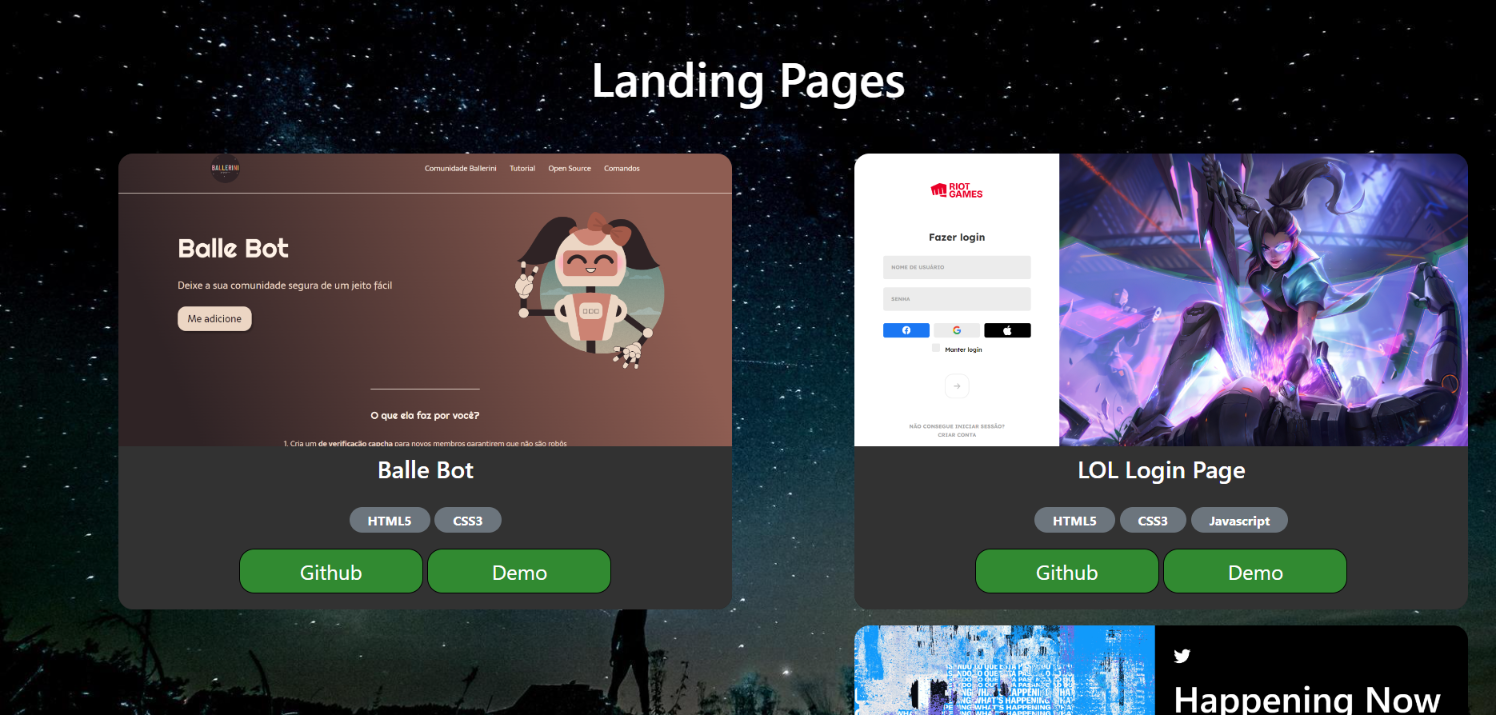 Landing Pages
BALLERINI
Comunidade Ballerini Tutorial Open Source Comandos
Balle Bot
Deixe a sua comunidade segura de um jeito fácil
Me adicione
O que ela faz por você?
1. Cria um de verificação capcha para novos membros garantirem que não são robôs
Balle Bot
HTML5 CSS3
Github Demo
RIOT
GAMES
Fazer login
NOME DE USUÁRIO
SENHA
Manter login
NÃO CONSEGUE INICIAR SESSÃO?
CRIAR CONTA
LOL Login Page
HTML5 CSS3 Javascript
Github Demo
Happening Now